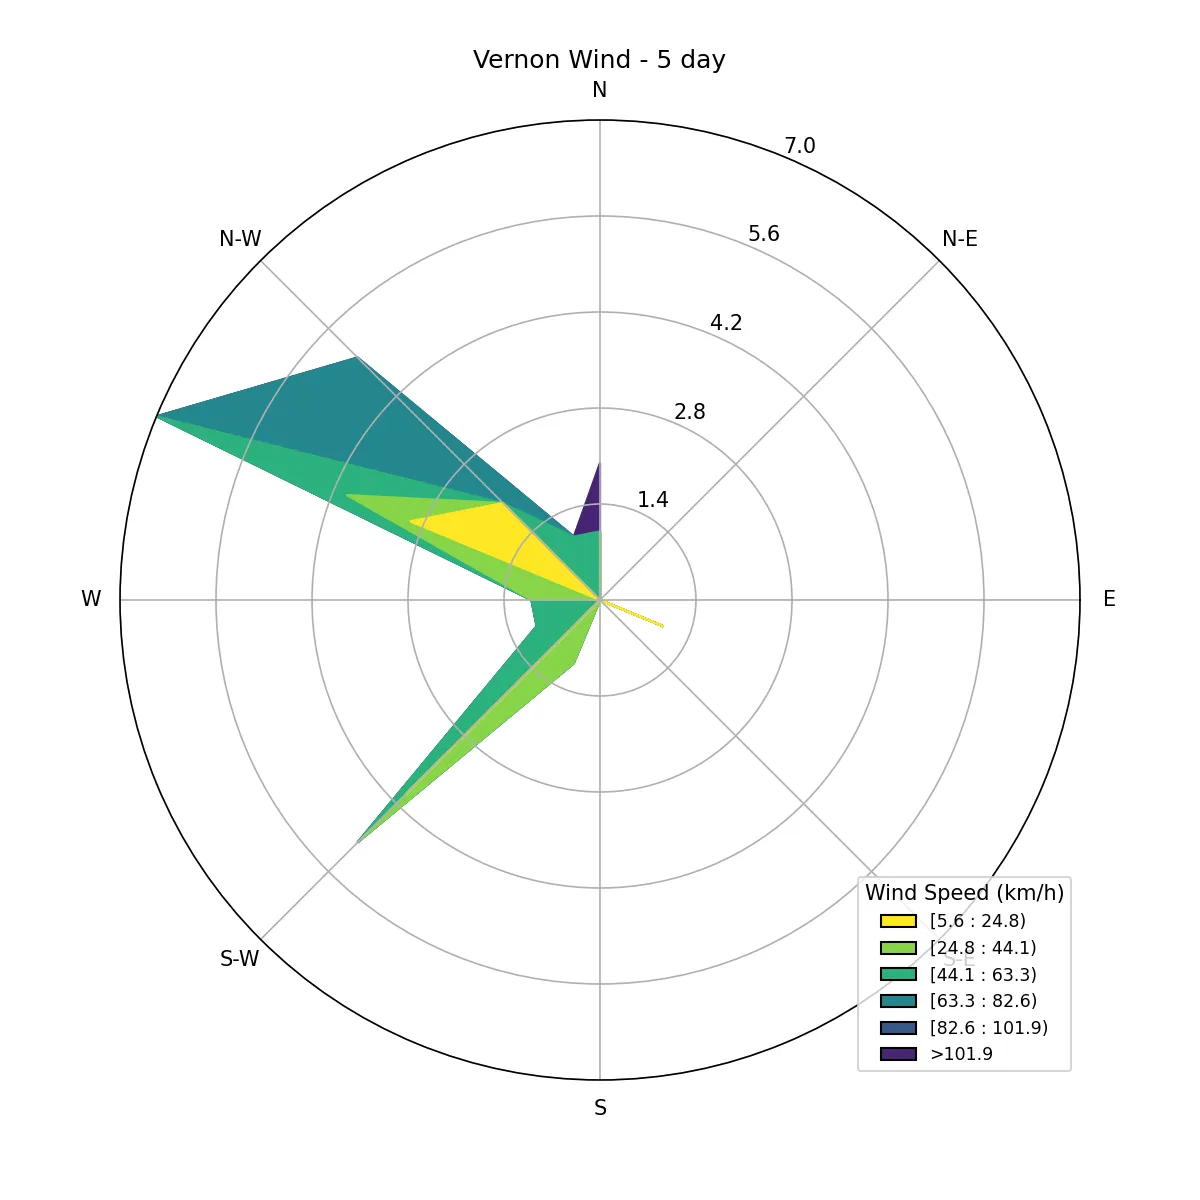 Vernon Wind - 5 day
N
7.0
N-W
5.6
N-E
4.2
2.8
1.4
W
E
S-W
S-E
Wind Speed (km/h)
[5.6 : 24.8)
[24.8 : 44.1)
[44.1 : 63.3)
[63.3 : 82.6)
[82.6 : 101.9)
>101.9
S